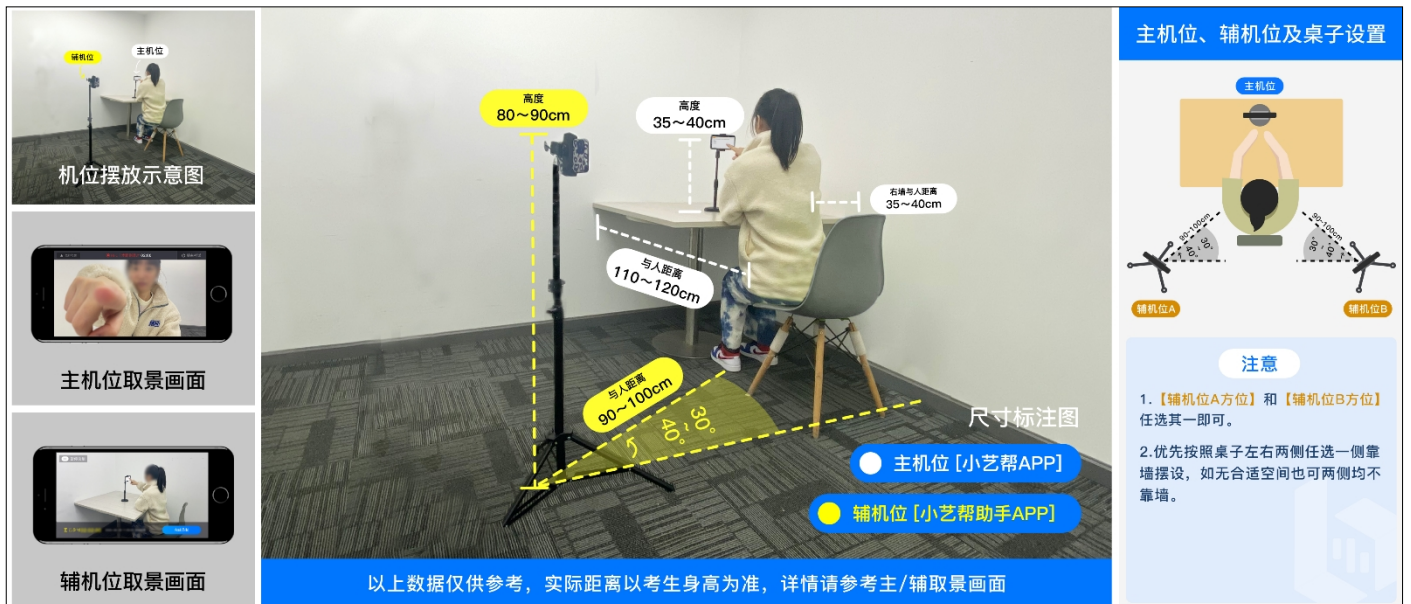 辅机位
主机位
机位摆放示意图
主机位取景画面
辅机位取景画面
高度
80～90cm
高度
35～40cm
右墙与人距离
35～40cm
与人距离
110～120cm
与人距离
90～100cm
30°
~
40°
尺寸标注图
主机位 [小艺帮APP]
辅机位 [小艺帮助手APP]
以上数据仅供参考，实际距离以考生身高为准，详情请参考主/辅取景画面
主机位、辅机位及桌子设置
主机位
90~100cm
30°
~
40°
90~100cm
30°
~
40°
辅机位A
辅机位B
注意
1.【辅机位A方位】和【辅机位B方位】
任选其一即可。
2.优先按照桌子左右两侧任选一侧靠
墙摆设，如无合适空间也可两侧均不
靠墙。